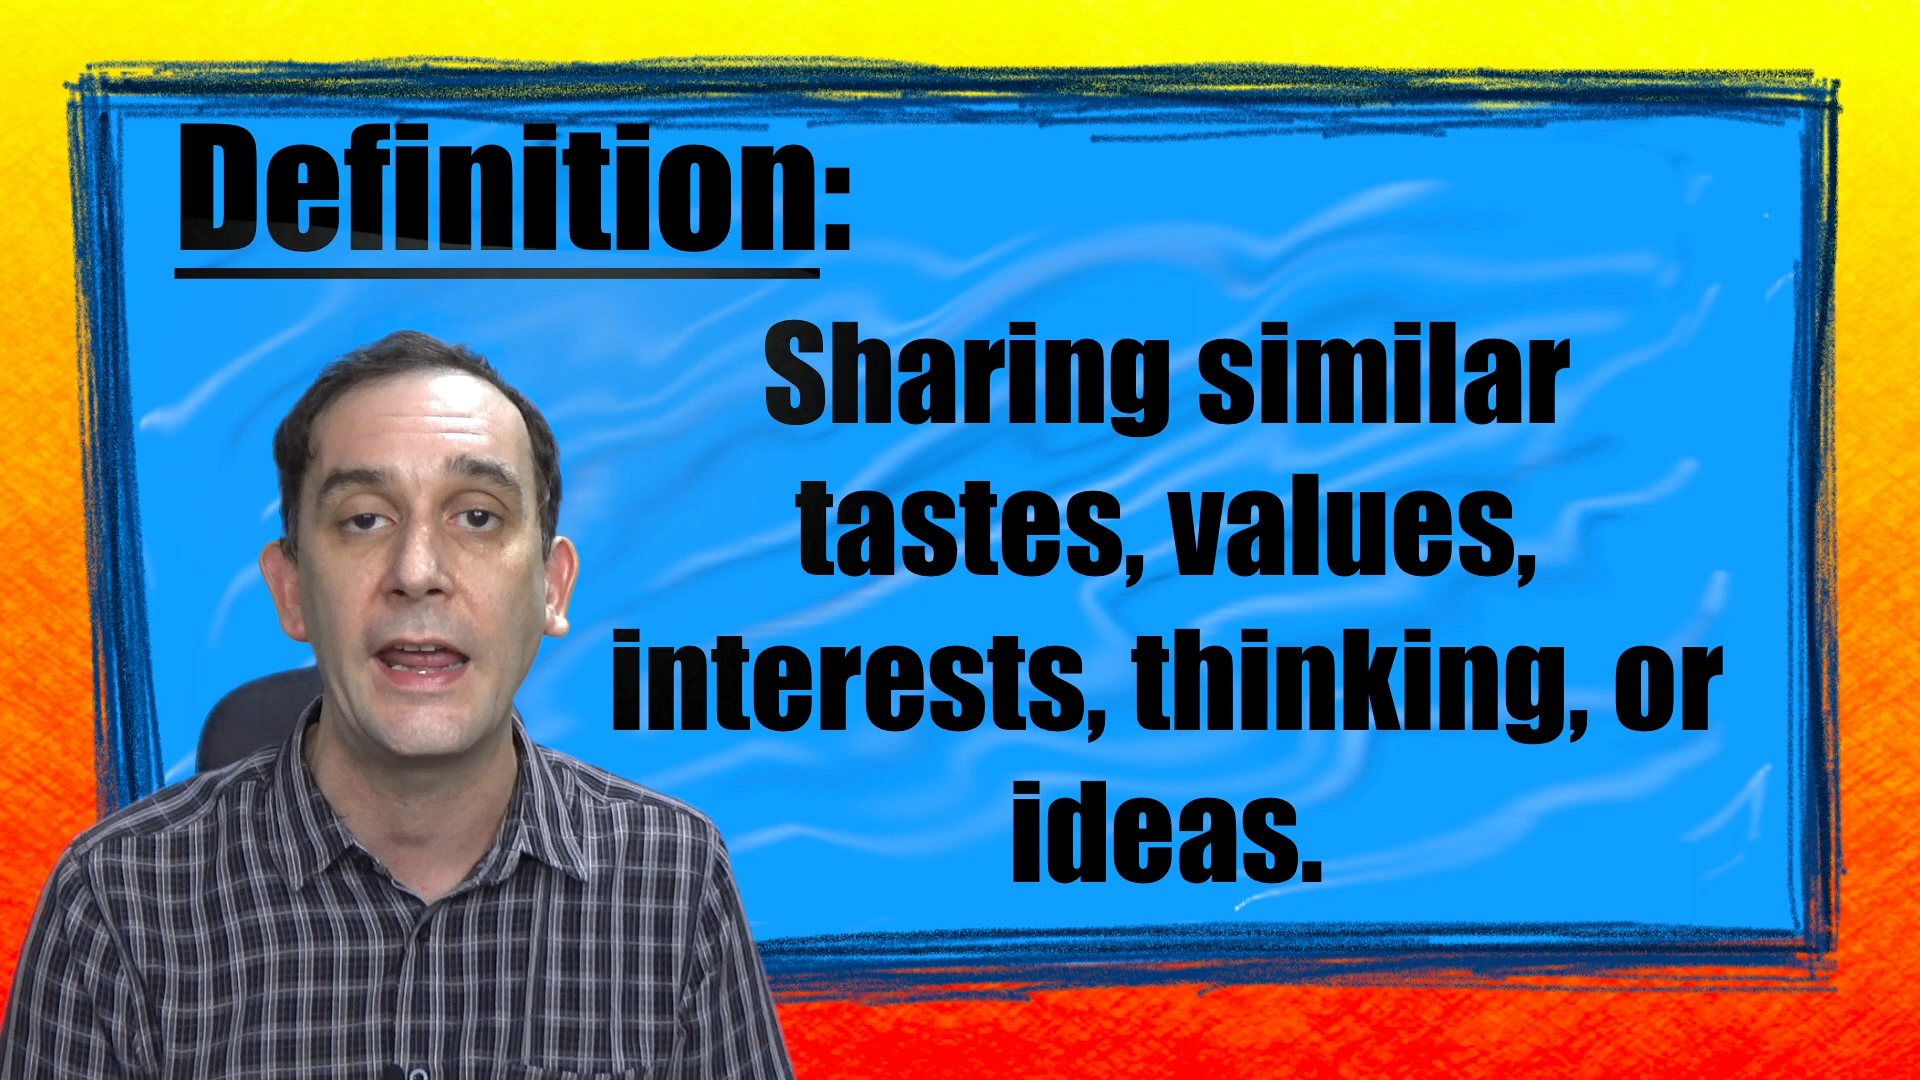 Definition:
Sharing similar
tastes, values,
interests, thinking, or
ideas.